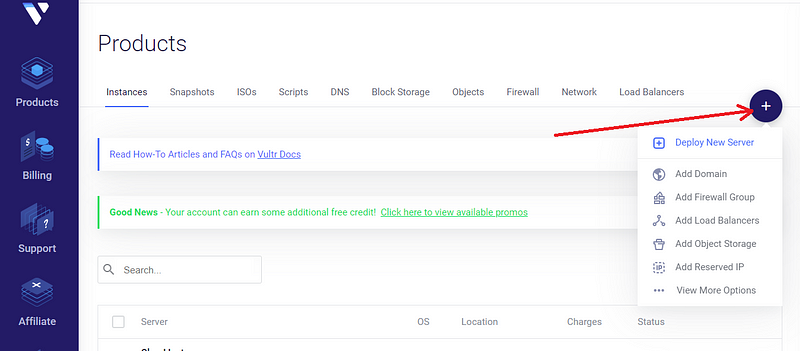 Products
Instances Snapshots ISOs Scripts DNS Block Storage Objects Firewall Network Load Balancers
Products
Billing
Support
Affiliate
Read How-To Articles and FAQs on Vultr Docs
Good News - Your account can earn some additional free credit! Click here to view available promos
Search...
Server OS Location Charges Status
+
Deploy New Server
Add Domain
Add Firewall Group
Add Load Balancers
Add Object Storage
IP Add Reserved IP
View More Options